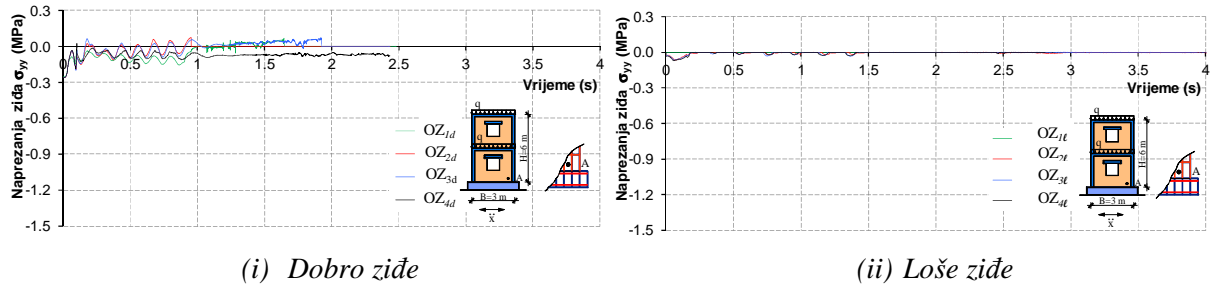 0.3
0.0
-0.3
-0.6
-0.9
-1.2
-1.5
Naprezanja ziđa σyy (MPa)
0 0.5 1 1.5 2 2.5 3 3.5 4
Vrijeme (s)
OZ1d
OZ2d
OZ3d
OZ4d
q
q
H=6 m
A
B=3 m
ẍ
A
0.3
0.0
-0.3
-0.6
-0.9
-1.2
-1.5
Naprezanja ziđa σyy (MPa)
0 0.5 1 1.5 2 2.5 3 3.5 4
Vrijeme (s)
OZ1ℓ
OZ2ℓ
OZ3ℓ
OZ4ℓ
q
q
H=6 m
A
B=3 m
ẍ
A
(i) Dobro ziđe
(ii) Loše ziđe